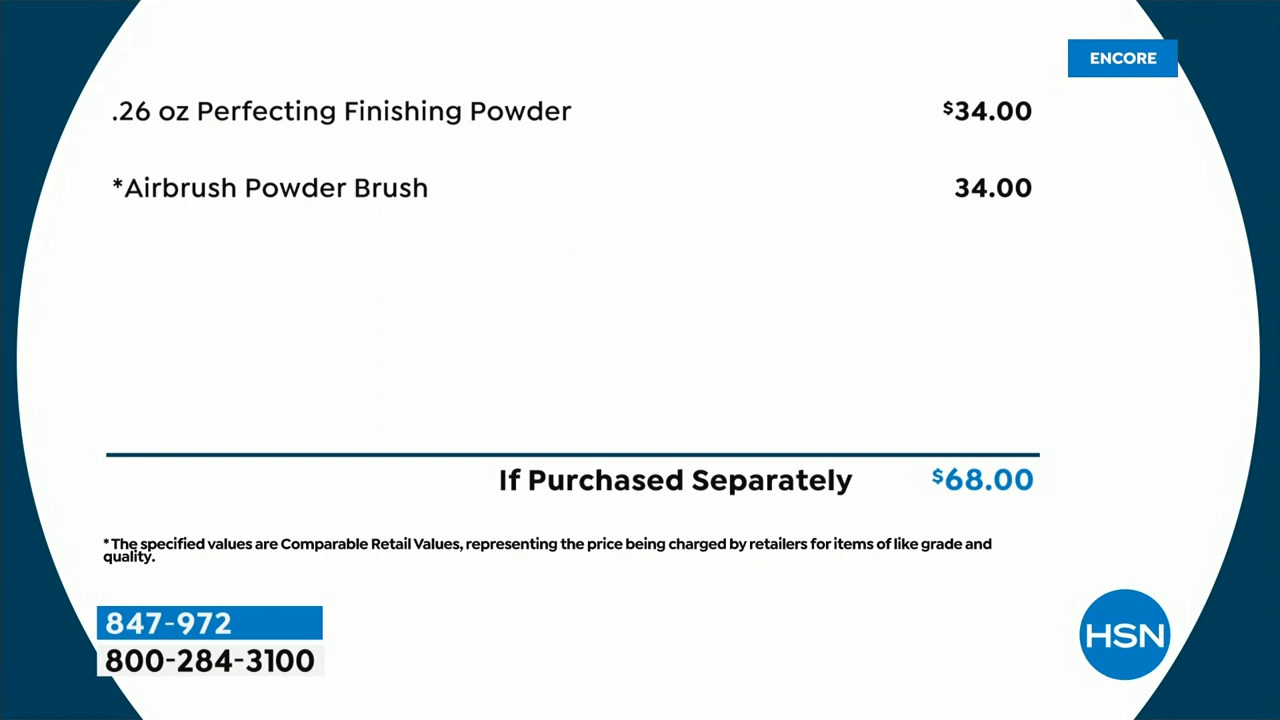 ENCORE
.26 oz Perfecting Finishing Powder $34.00
*Airbrush Powder Brush 34.00
If Purchased Separately $68.00
*The specified values are Comparable Retail Values, representing the price being charged by retailers for items of like grade and
quality.
847-972
800-284-3100
HSN